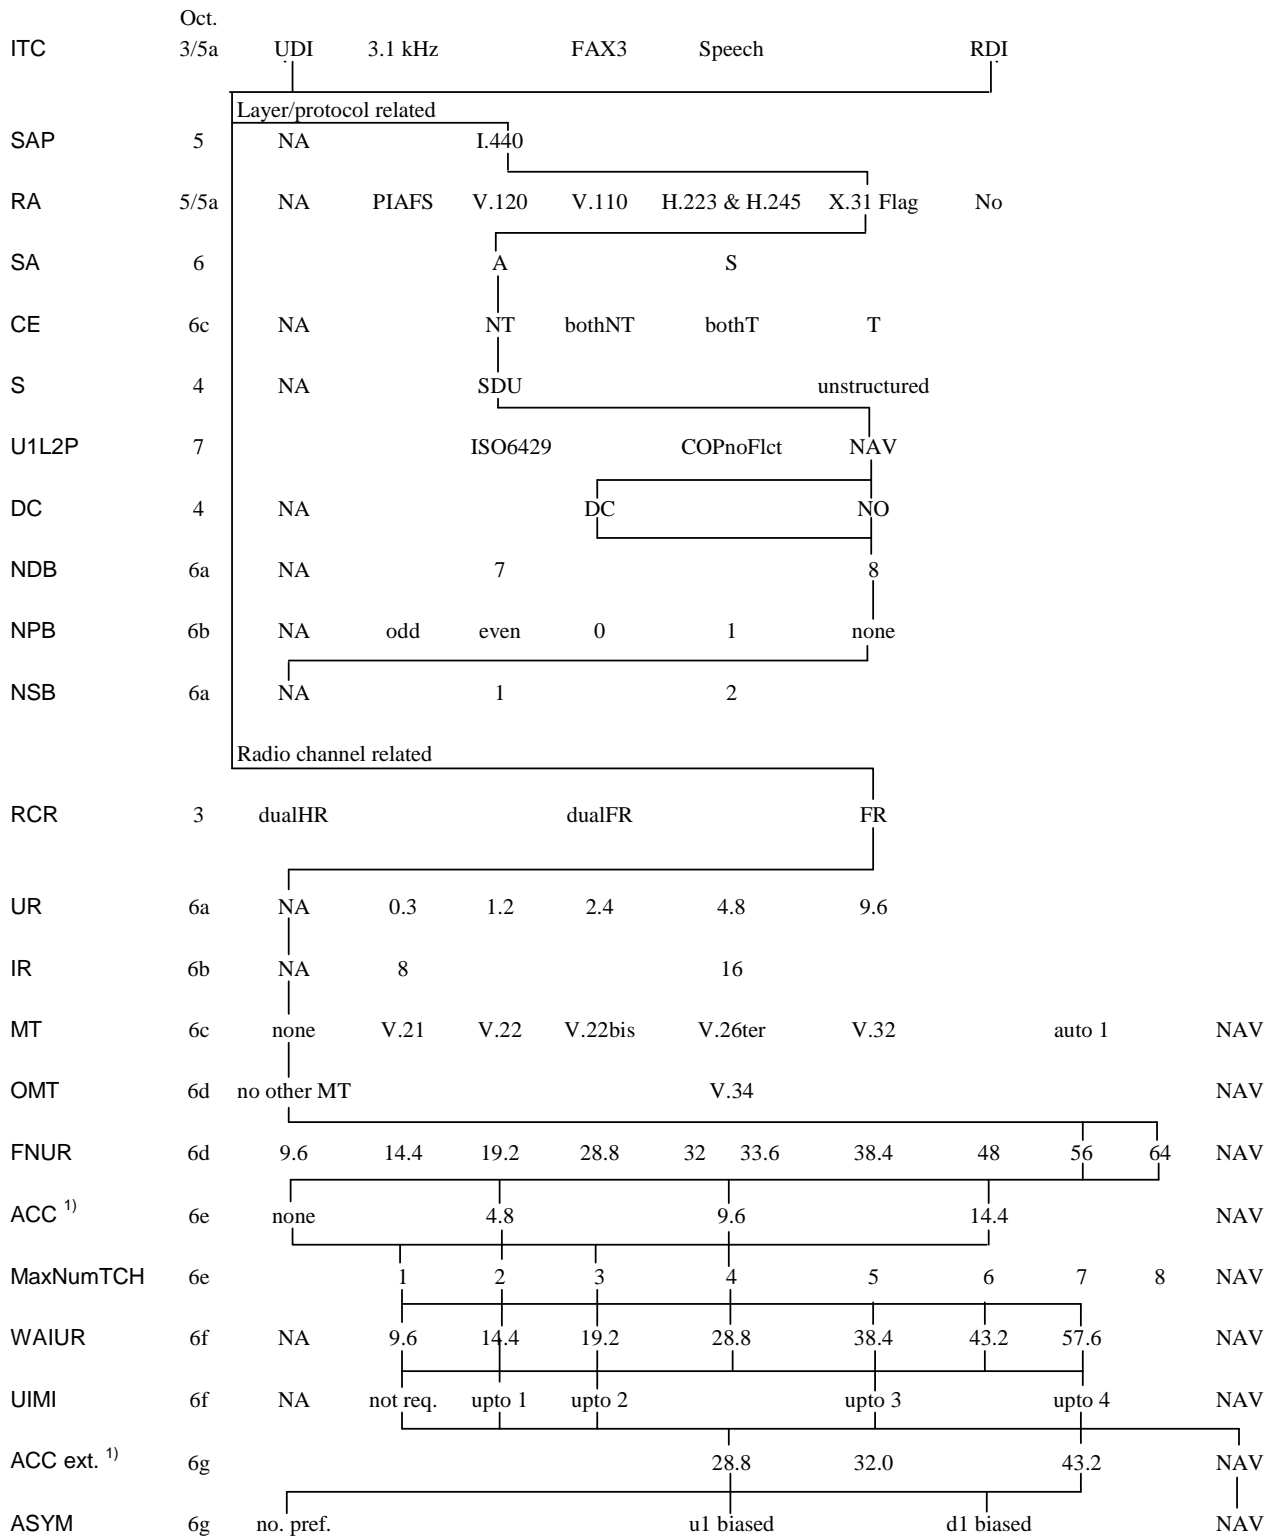 Oct.
ITC 3/5a UDI 3.1 kHz FAX3 Speech RDI
Layer/protocol related
SAP 5 NA I.440
RA 5/5a NA PIAFS V.120 V.110 H.223 & H.245 X.31 Flag No
SA 6 A S
CE 6c NA NT bothNT bothT T
S 4 NA SDU unstructured
U1L2P 7 ISO6429 COPnoFlct NAV
DC 4 NA DC NO
NDB 6a NA 7 8
NPB 6b NA odd even 0 1 none
NSB 6a NA 1 2
Radio channel related
RCR 3 dualHR dualFR FR
UR 6a NA 0.3 1.2 2.4 4.8 9.6
IR 6b NA 8 16
MT 6c none V.21 V.22 V.22bis V.26ter V.32 auto 1 NAV
OMT 6d no other MT V.34 NAV
FNUR 6d 9.6 14.4 19.2 28.8 32 33.6 38.4 48 56 64 NAV
ACC 1) 6e none 4.8 9.6 14.4 NAV
MaxNumTCH 6e 1 2 3 4 5 6 7 8 NAV
WAIUR 6f NA 9.6 14.4 19.2 28.8 38.4 43.2 57.6 NAV
UIMI 6f NA not req. upto 1 upto 2 upto 3 upto 4 NAV
ACC ext. 1) 6g 28.8 32.0 43.2 NAV
ASYM 6g no. pref. u1 biased d1 biased NAV